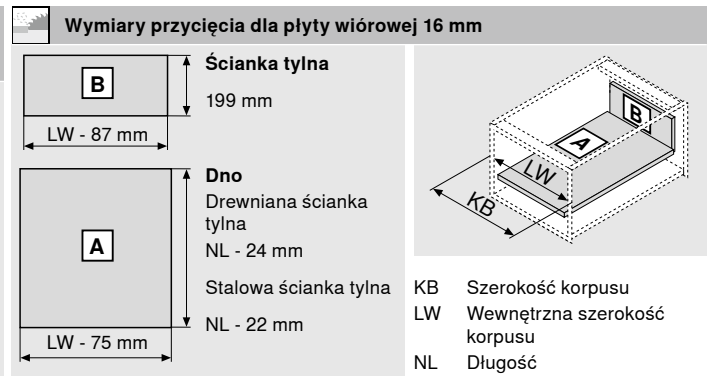 Wymiary przycięcia dla płyty wiórowej 16 mm
B
Ścianka tylna
199 mm
LW - 87 mm
A
Dno
Drewniana ścianka
tylna
NL - 24 mm
Stalowa ścianka tylna
NL - 22 mm
LW - 75 mm
B
A
LW
KB
KB Szerokość korpusu
LW Wewnętrzna szerokość
korpusu
NL Długość